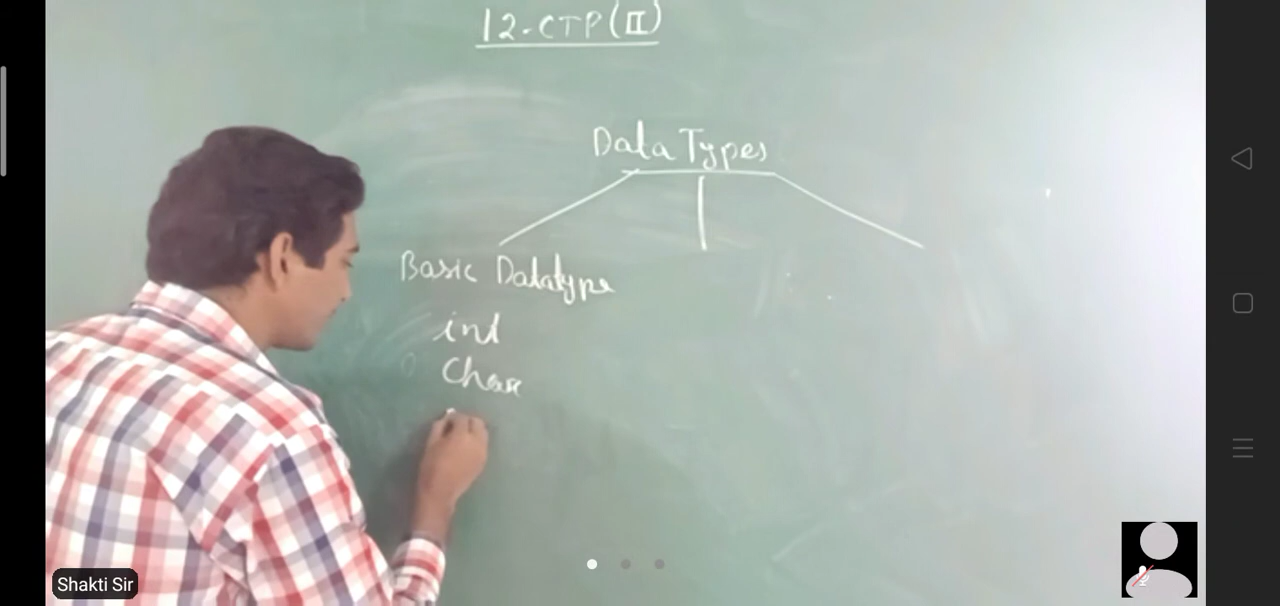 12-CTP(II)
Data Types
Basic Datatype
int
Char
Shakti Sir